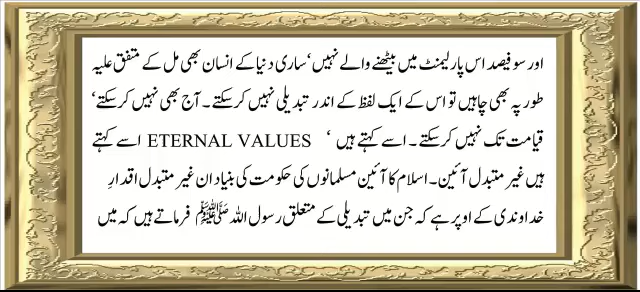 اور سو فیصد اس پارلیمنٹ میں بیٹھنے والے نہیں‘ ساری دنیا کے انسان بھی مل کے متفق علیہ
طور پہ بھی چاہیں تو اس کے ایک لفظ کے اندر تبدیلی نہیں کرسکتے۔ آج بھی نہیں کرسکتے‘
قیامت تک نہیں کرسکتے۔ اسے کہتے ہیں ‘ ETERNAL VALUES اسے کہتے
ہیں غیر متبدل آئین۔ اسلام کا آئین مسلمانوں کی حکومت کی بنیاد ان غیر متبدل اقدارِ
خداوندی کے اوپر ہے کہ جن میں تبدیلی کے متعلق رسول اللہ ﷺ فرماتے ہیں کہ میں